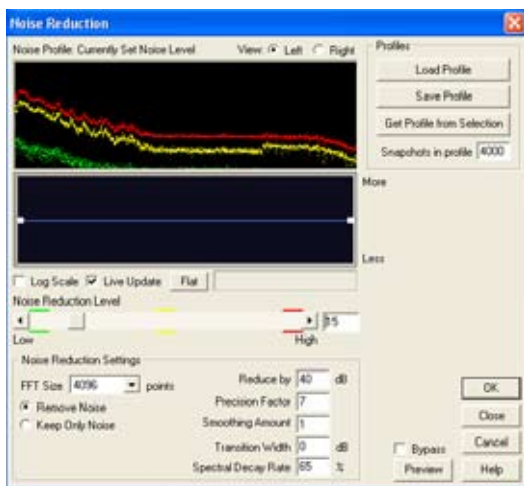 Noise Reduction
Noise Profile: Currently Set Noise Level View: Left Right
Profiles
Load Profile
Save Profile
Get Profile from Selection
Snapshots in profile 4000
More
Less
Log Scale Live Update Flat
Noise Reduction Level
15
Low High
Noise Reduction Settings
FFT Size 4096 points
Remove Noise
Keep Only Noise
Reduce by 40 dB
Precision Factor 7
Smoothing Amount 1
Transition Width 0 dB
Spectral Decay Rate 65 %
OK
Close
Cancel
Bypass
Preview Help